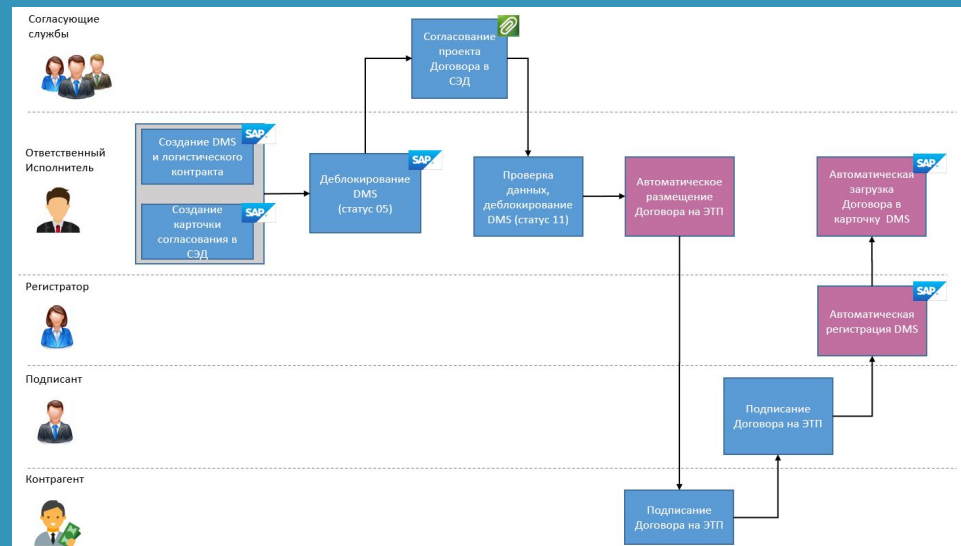 Согласующие
службы
Согласование
проекта
Договора в
СЭД
Ответственный
Исполнитель
SAP
Создание DMS
и логистического
контракта
SAP
Создание
карточки
согласования в
СЭД
SAP
Деблокирование
DMS
(статус 05)
Проверка
данных,
деблокирование
DMS (статус 11)
Автоматическое
размещение
Договора на ЭТП
SAP
Автоматическая
загрузка
Договора в
карточку DMS
Регистратор
SAP
Автоматическая
регистрация DMS
Подписант
Подписание
Договора на ЭТП
Контрагент
Подписание
Договора на ЭТП